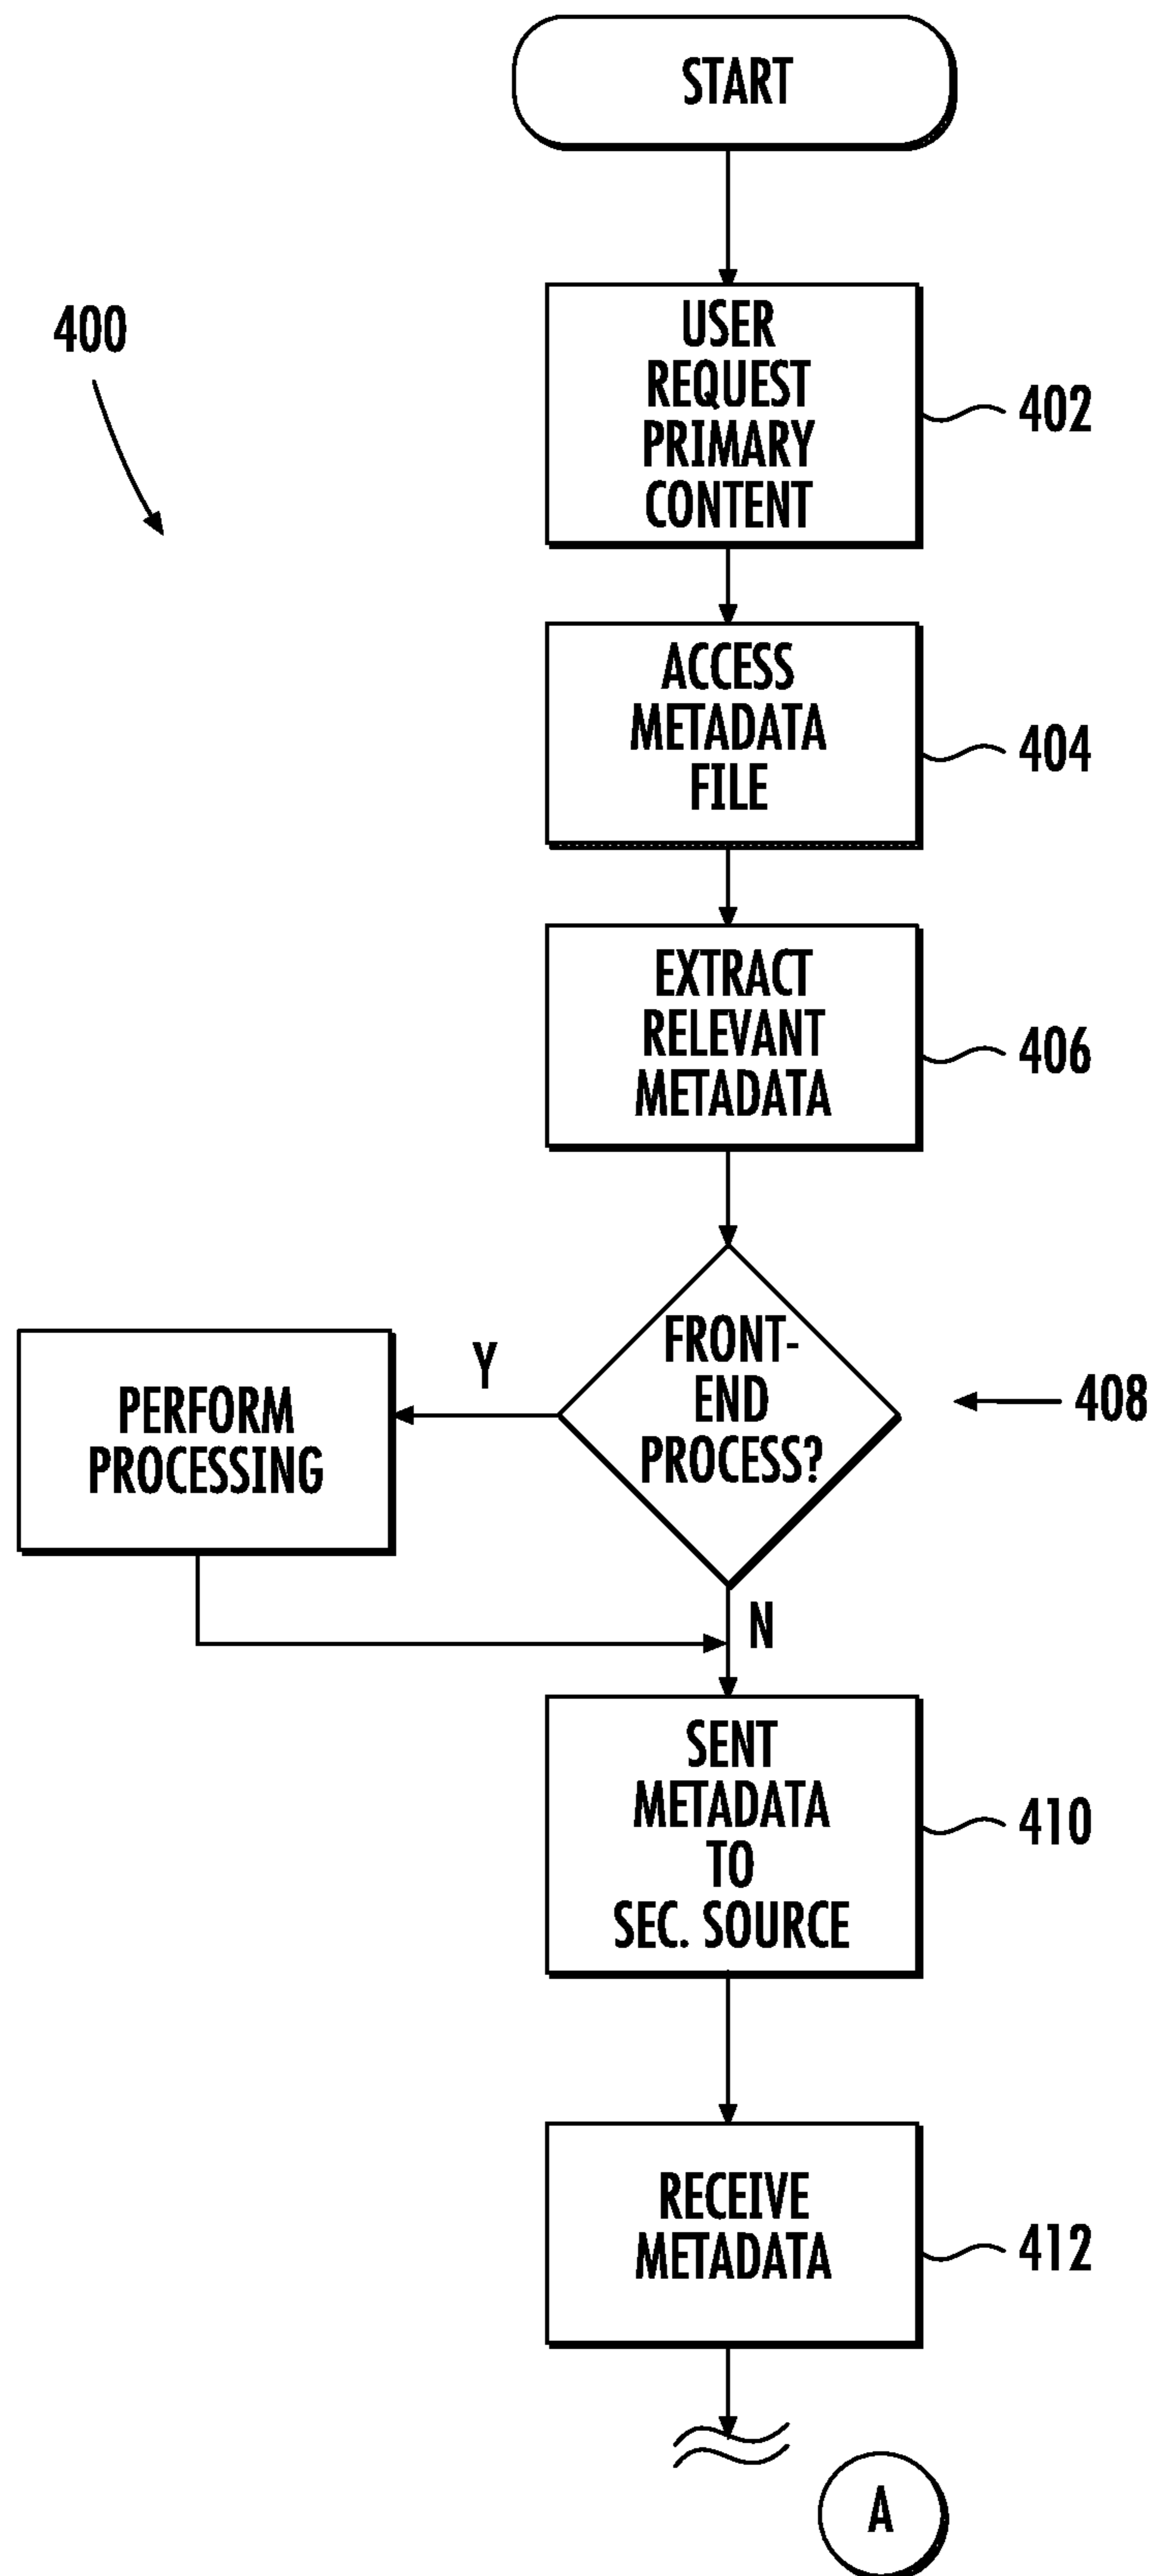 START
400
USER
REQUEST
PRIMARY
CONTENT
402
ACCESS
METADATA
FILE
404
EXTRACT
RELEVANT
METADATA
406
FRONT-
END
PROCESS?
408
Y
PERFORM
PROCESSING
N
SENT
METADATA
TO
SEC. SOURCE
410
RECEIVE
METADATA
412
A